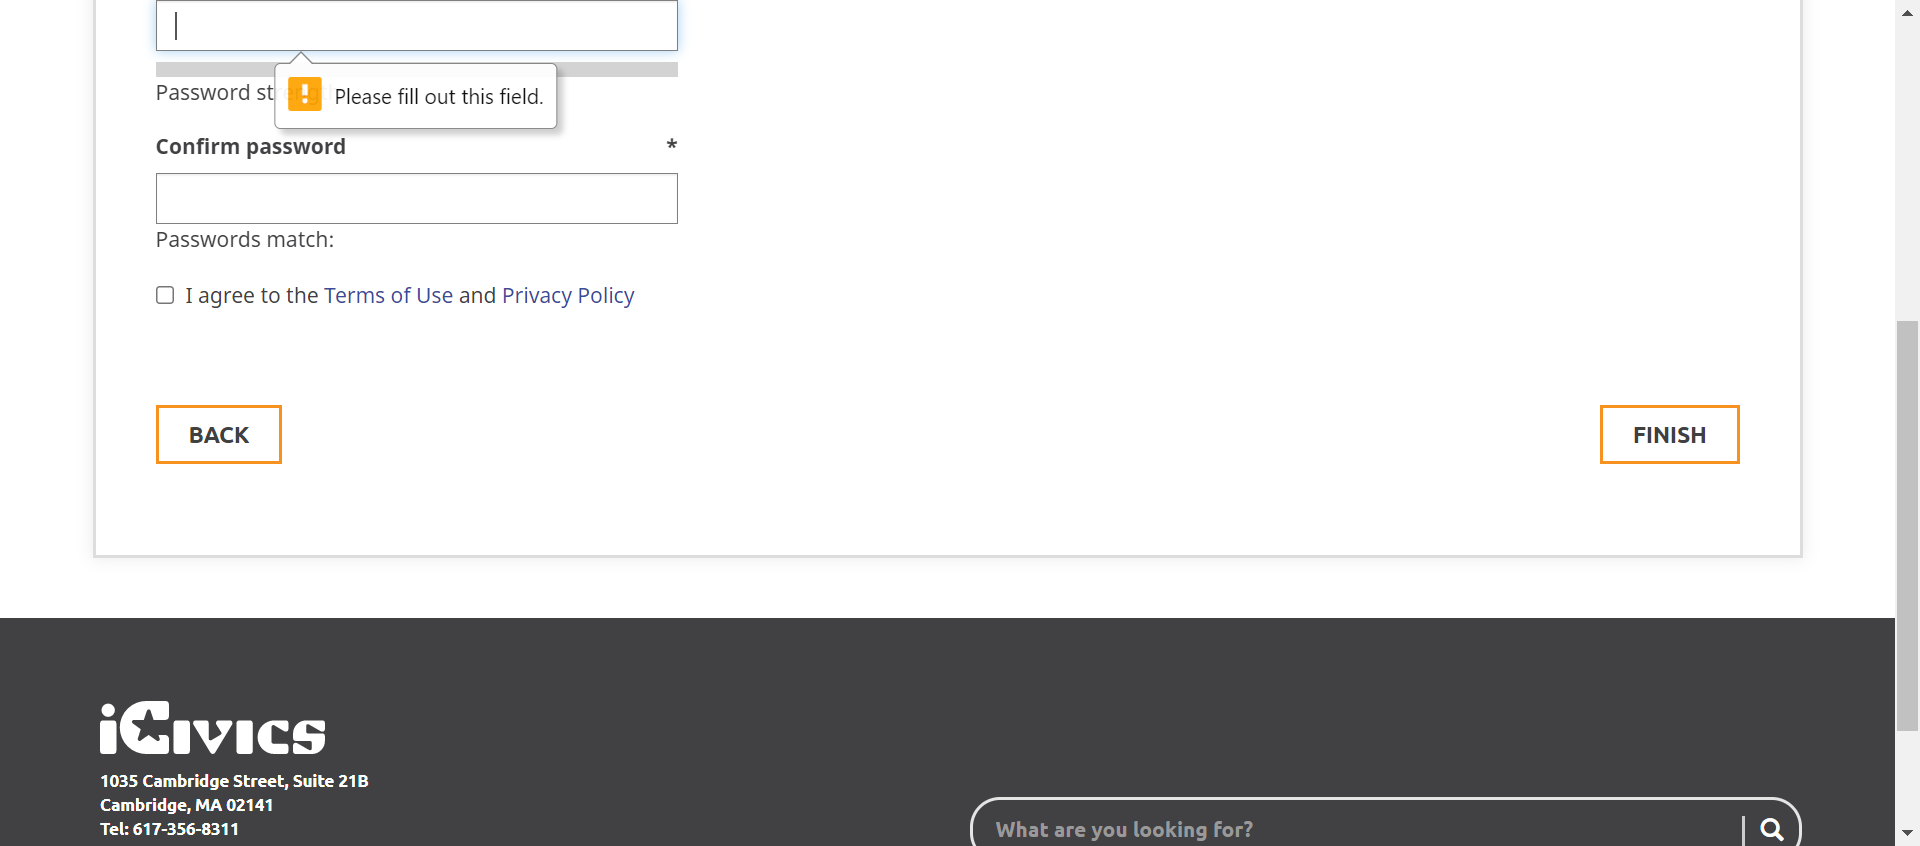 Password st
Please fill out this field.
Confirm password *
Passwords match:
I agree to the Terms of Use and Privacy Policy
BACK
FINISH
iCivics
1035 Cambridge Street, Suite 21B
Cambridge, MA 02141
Tel: 617-356-8311
What are you looking for?